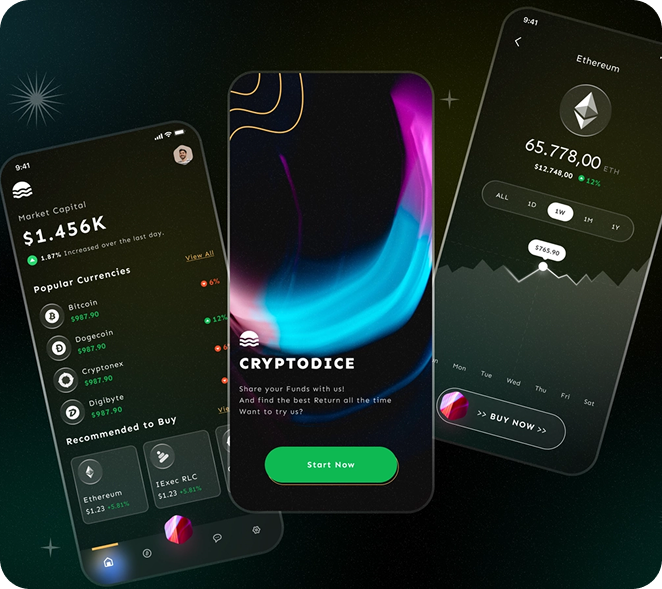 9:41
Market Capital
$1.456K
1.87% Increased over the last day.
Popular Currencies
View All
Bitcoin
$987.90
6%
Dogecoin
$987.90
12%
Cryptonex
$987.90
Digibyte
$987.90
Recommended to Buy
Ethereum
$1.23 +5.81%
IExec RLC
$1.23 +5.81%
CRYPTODICE
Share your Funds with us!
And find the best Return all the time
Want to try us?
Start Now
9:41
Ethereum
65.778,00 ETH
$12.748,00 12%
ALL 1D 1W 1M 1Y
$765.90
Mon Tue Wed Thu Fri Sat
>> BUY NOW >>